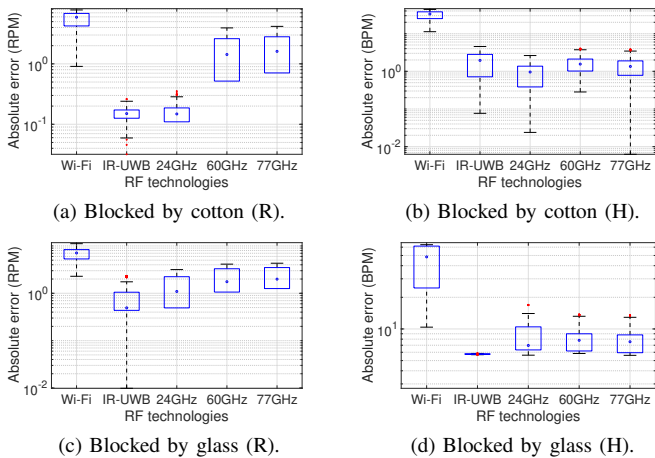 Absolute error (RPM)
10^0
10^-1
Wi-Fi IR-UWB 24GHz 60GHz 77GHz
RF technologies
(a) Blocked by cotton (R).
Absolute error (BPM)
10^0
10^-2
Wi-Fi IR-UWB 24GHz 60GHz 77GHz
RF technologies
(b) Blocked by cotton (H).
Absolute error (RPM)
10^0
10^-2
Wi-Fi IR-UWB 24GHz 60GHz 77GHz
RF technologies
(c) Blocked by glass (R).
Absolute error (BPM)
10^1
Wi-Fi IR-UWB 24GHz 60GHz 77GHz
RF technologies
(d) Blocked by glass (H).